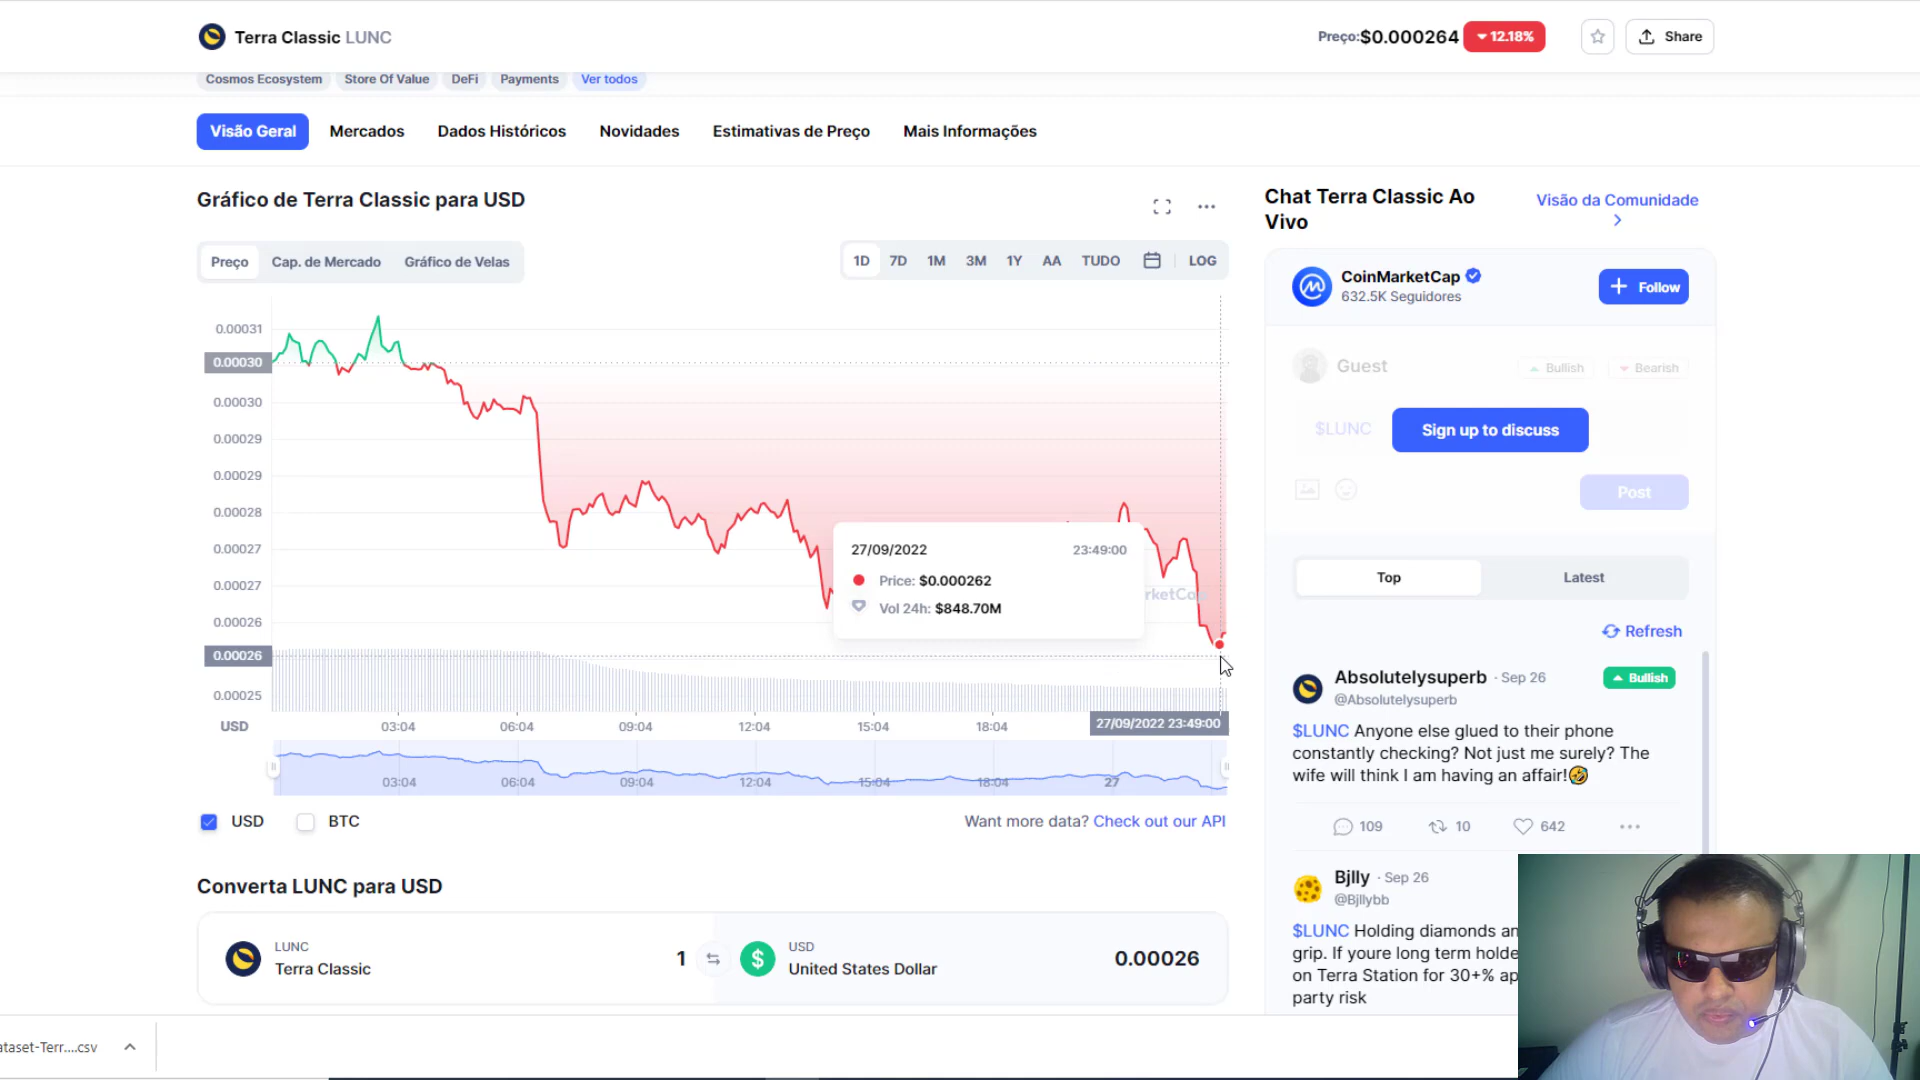 Terra Classic LUNC
Preço:$0.000264
12.18%
Share
Cosmos Ecosystem
Store Of Value
DeFi
Payments
Ver todos
Visão Geral
Mercados
Dados Históricos
Novidades
Estimativas de Preço
Mais Informações
Gráfico de Terra Classic para USD
Preço
Cap. de Mercado
Gráfico de Velas
1D
7D
1M
3M
1Y
AA
TUDO
LOG
0.00031
0.00030
0.00030
0.00029
0.00029
0.00028
0.00027
0.00027
0.00026
0.00026
0.00025
27/09/2022
23:49:00
Price: $0.000262
Vol 24h: $848.70M
rketCa
USD
03:04
06:04
09:04
12:04
15:04
18:04
27/09/2022 23:49:00
03:04
06:04
09:04
12:04
15:04
18:04
27
USD
BTC
Want more data? Check out our API
Converta LUNC para USD
LUNC
Terra Classic
1
USD
United States Dollar
0.00026
ataset-Terr....csv
Chat Terra Classic Ao
Vivo
Visão da Comunidade
CoinMarketCap
632.5K Seguidores
Follow
Guest
Bullish
Bearish
$LUNC
Sign up to discuss
Post
Top
Latest
Refresh
Absolutelysuperb · Sep 26
Bullish
@Absolutelysuperb
$LUNC Anyone else glued to their phone
constantly checking? Not just me surely? The
wife will think I am having an affair!🤣
109
10
642
Bjlly · Sep 26
@Bjllybb
$LUNC Holding diamonds an
grip. If youre long term holde
on Terra Station for 30+% ap
party risk